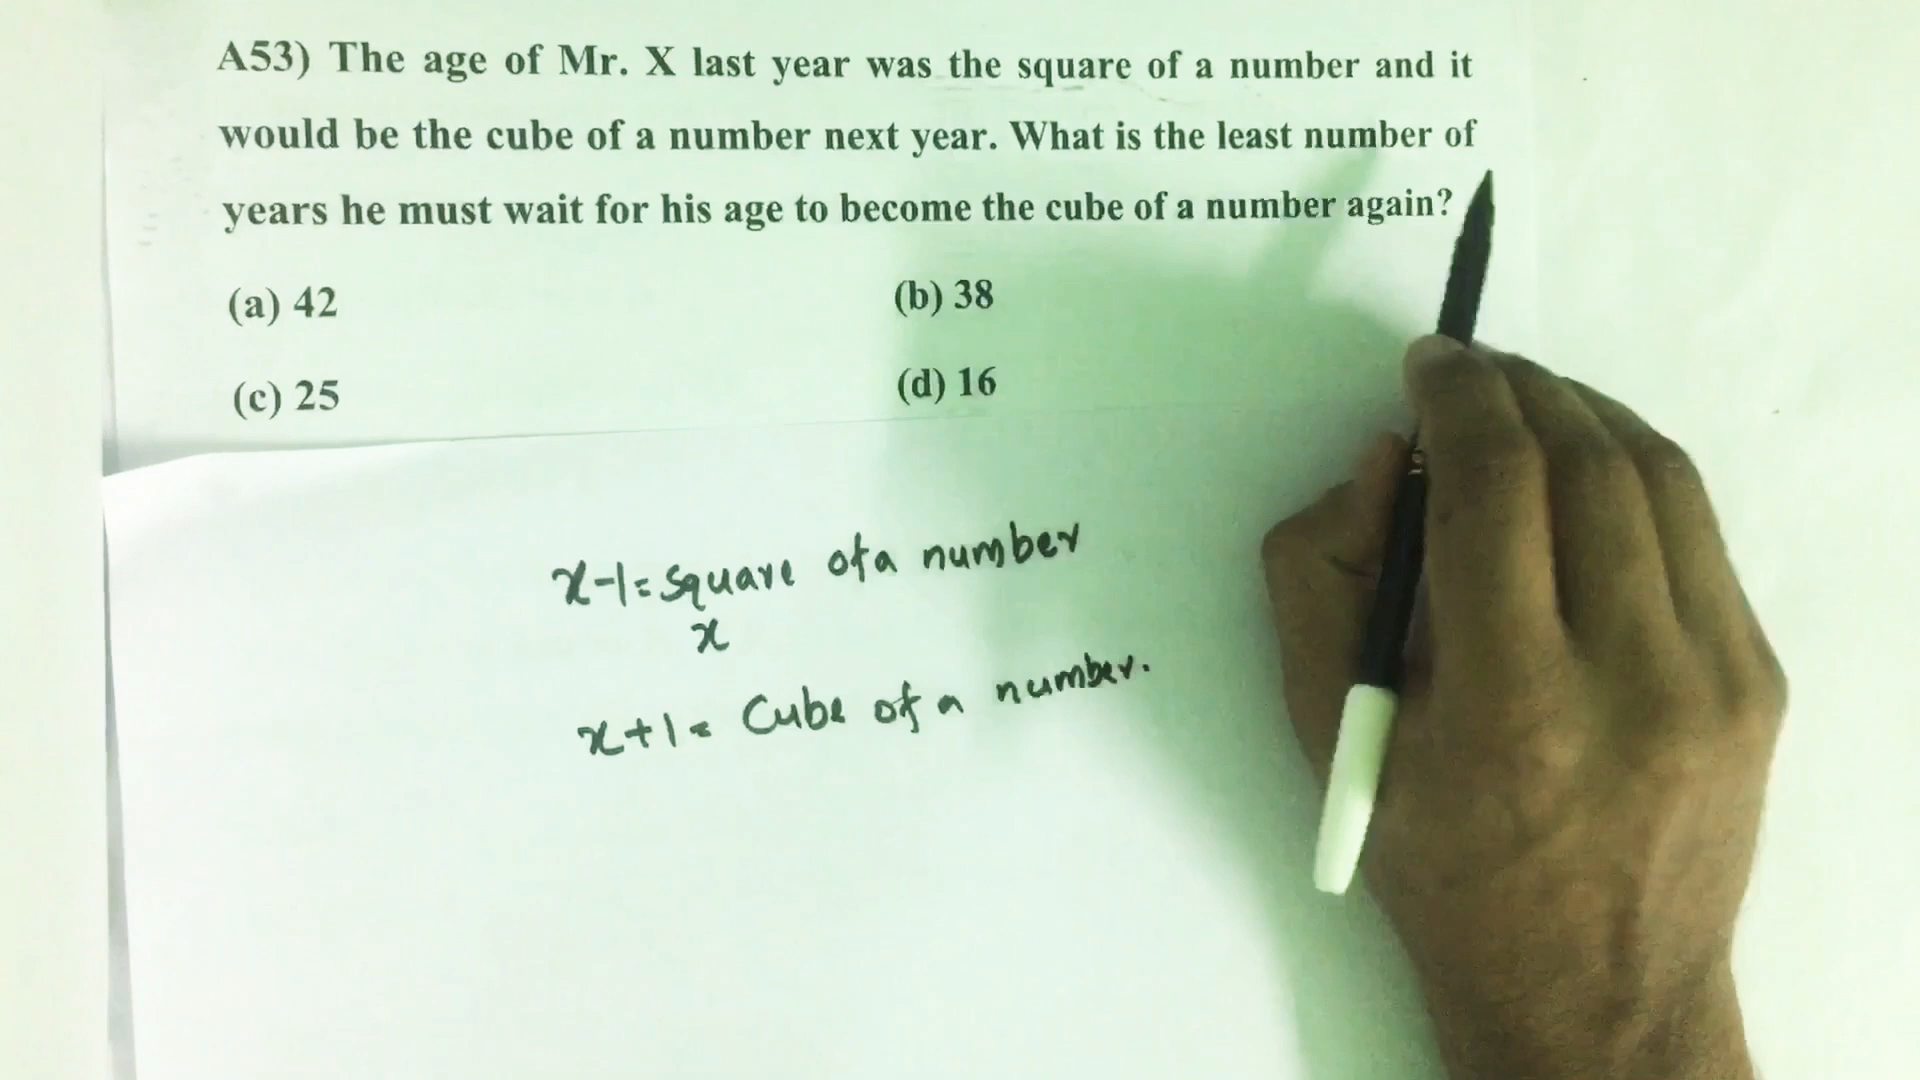 A53) The age of Mr. X last year was the square of a number and it
would be the cube of a number next year. What is the least number of
years he must wait for his age to become the cube of a number again?
(a) 42 (b) 38
(c) 25 (d) 16
x-1= square of a number
x
x+1= Cube of a number.